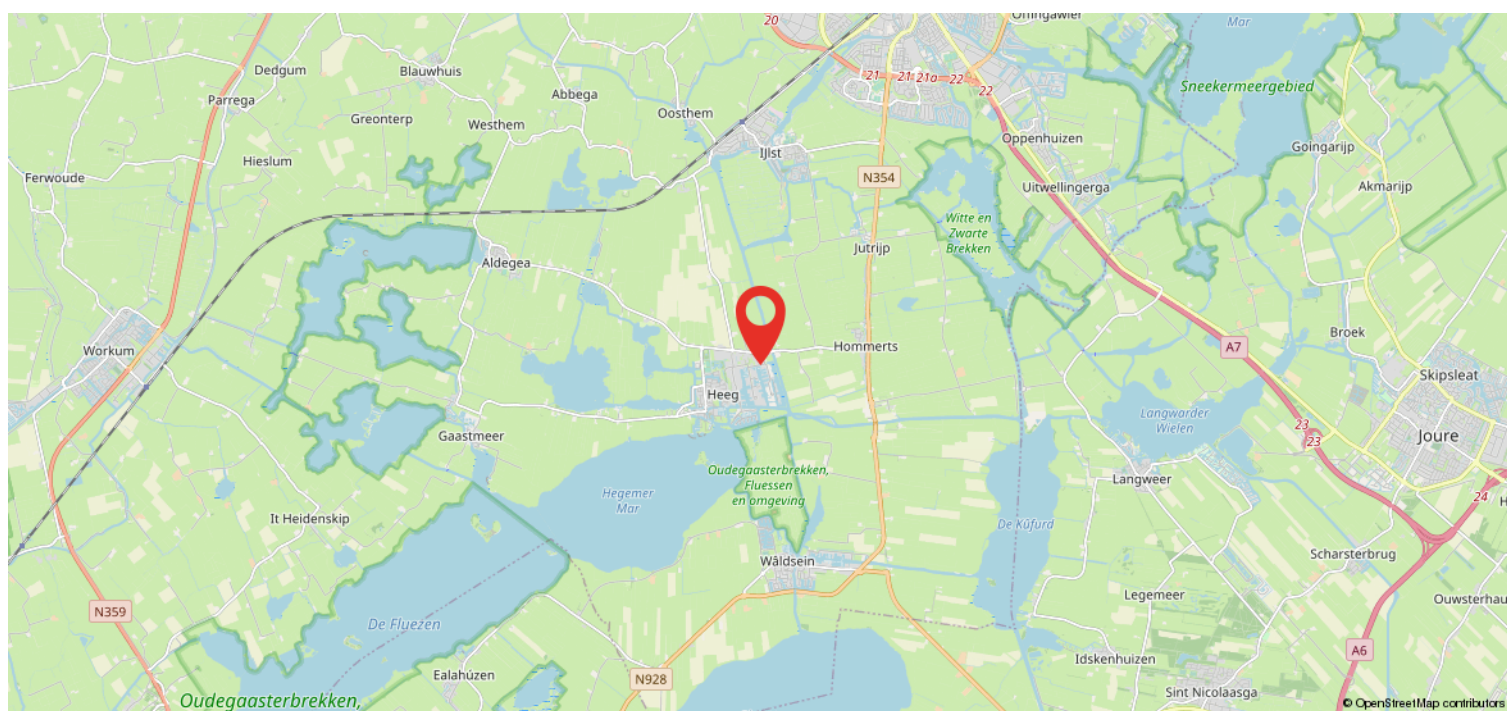 Offingawier
20
Mar
Dedgum
Blauwhuis
Abbega
Parrega
Greonterp
Westhem
Oosthem
21
21
21a
22
22
Sneekermeergebied
Oppenhuizen
Goingarijp
Hieslum
IJlst
Ferwoude
N354
Uitwellingerga
Akmarijp
Witte en
Zwarte
Brekken
Jutrijp
Aldegea
Workum
Hommerts
A7
Broek
Skipsleat
Heeg
Langwarder
Wielen
23
23
Joure
Gaastmeer
Oudegaasterbrekken,
Fluessen
en omgeving
Langweer
Hegemer
Mar
24
H
It Heidenskip
De Kûfurd
Wâldsein
Scharsterbrug
Legemeer
Ouwsterhau
N359
De Fluezen
A6
Idskenhuizen
Ealahúzen
N928
Sint Nicolaasga
Oudegaasterbrekken,
© OpenStreetMap contributors